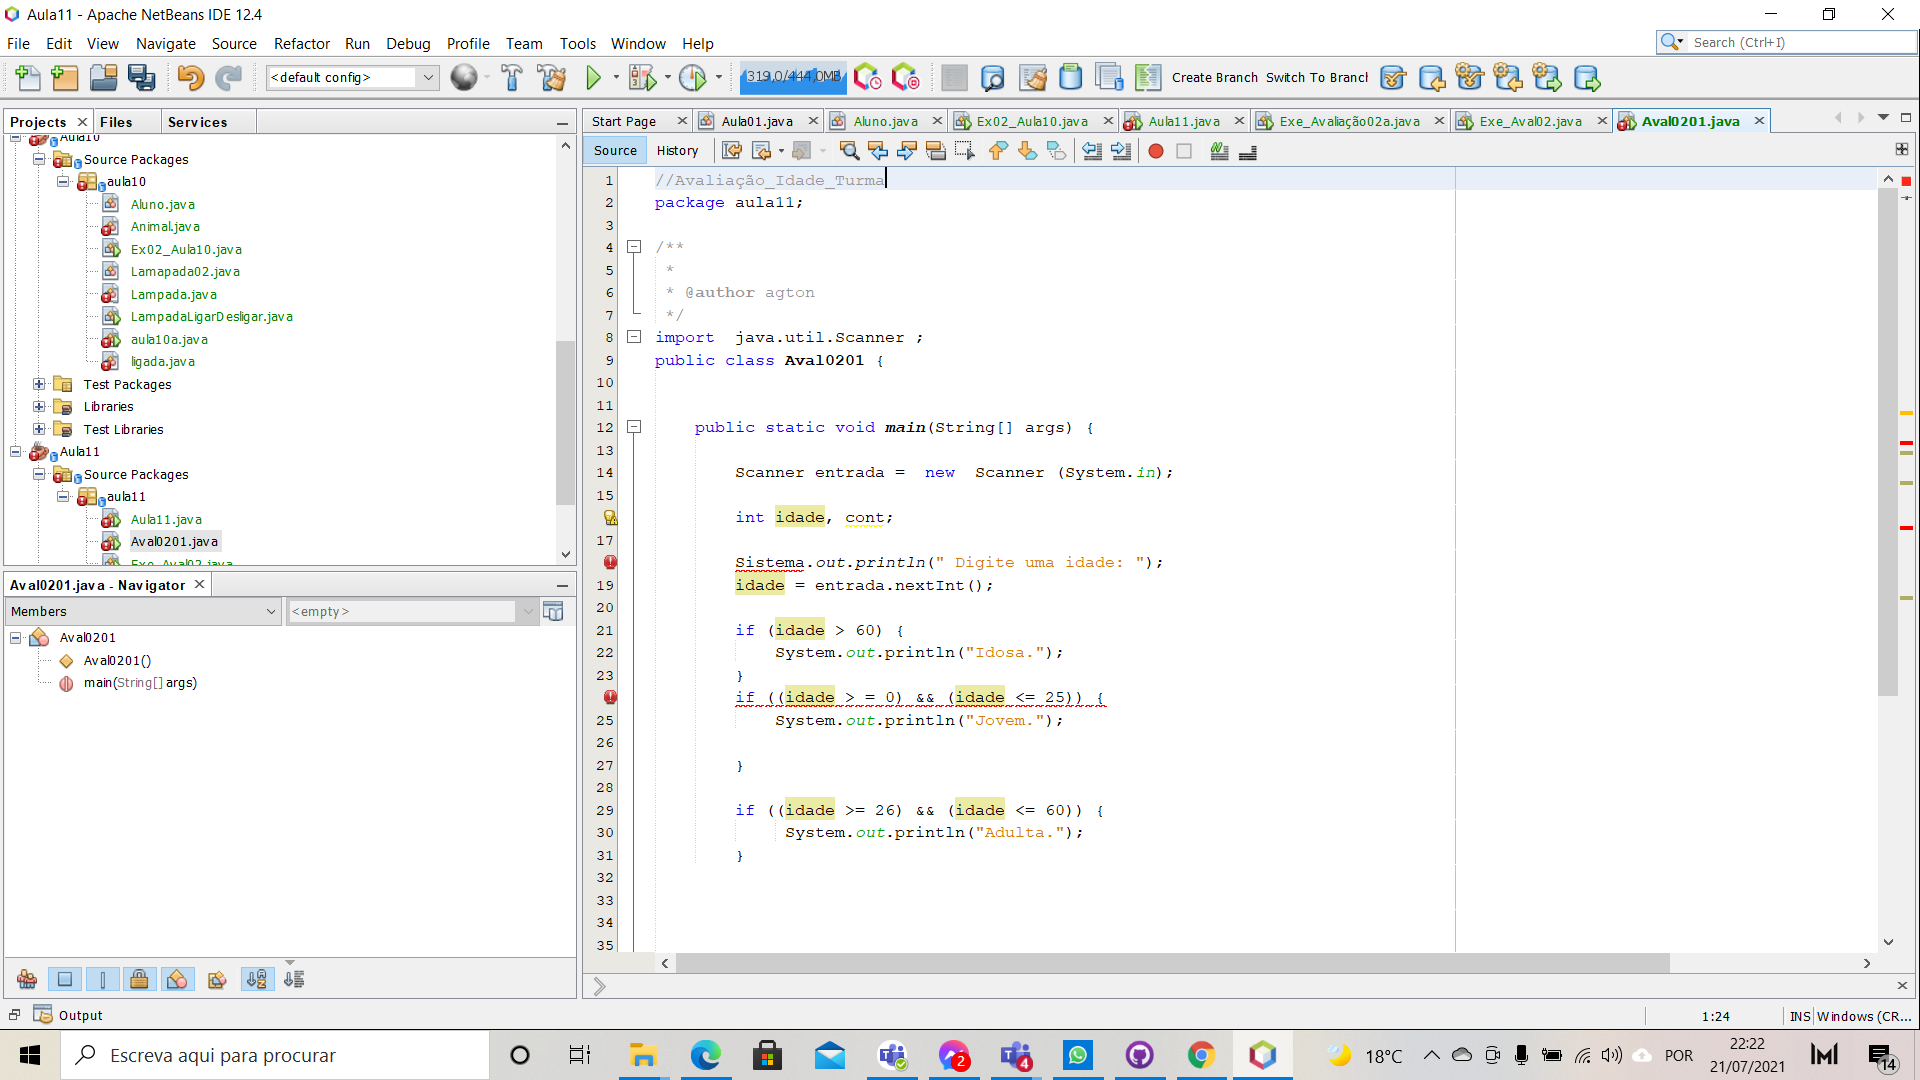 Aula11 - Apache NetBeans IDE 12.4
File Edit View Navigate Source Refactor Run Debug Profile Team Tools Window Help
Search (Ctrl+I)
<default config>
319,0/444,0MB
Create Branch Switch To Branch
Projects Files Services
Aula10
Source Packages
aula10
Aluno.java
Animal.java
Ex02_Aula10.java
Lamapada02.java
Lampada.java
LampadaLigarDesligar.java
aula10a.java
ligada.java
Test Packages
Libraries
Test Libraries
Aula11
Source Packages
aula11
Aula11.java
Aval0201.java
Exe_Aval02.java
Aval0201.java - Navigator
Members
<empty>
Aval0201
Aval0201()
main(String[] args)
Start Page Aula01.java Aluno.java Ex02_Aula10.java Aula11.java Exe_Avaliação02a.java Exe_Aval02.java Aval0201.java
Source History
1 //Avaliação_Idade_Turma
2 package aula11;
3
4 /**
5 *
6 * @author agton
7 */
8 import java.util.Scanner ;
9 public class Aval0201 {
10
11
12 public static void main(String[] args) {
13
14 Scanner entrada = new Scanner (System.in);
15
int idade, cont;
17
Sistema.out.println(" Digite uma idade: ");
19 idade = entrada.nextInt();
20
21 if (idade > 60) {
22 System.out.println("Idosa.");
23 }
if ((idade > = 0) && (idade <= 25)) {
25 System.out.println("Jovem.");
26
27 }
28
29 if ((idade >= 26) && (idade <= 60)) {
30 System.out.println("Adulta.");
31 }
32
33
34
35
Output
1:24 INS Windows (CR...
Escreva aqui para procurar
2
4
18°C
POR
22:22
21/07/2021
14